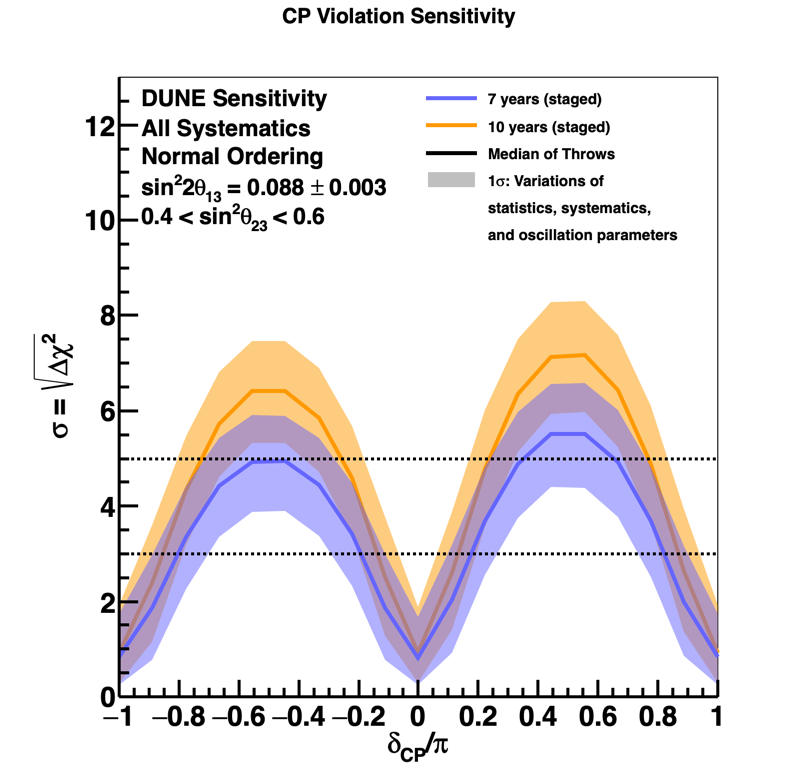 CP Violation Sensitivity
DUNE Sensitivity
All Systematics
Normal Ordering
sin²2θ₁₃ = 0.088 ± 0.003
0.4 < sin²θ₂₃ < 0.6
7 years (staged)
10 years (staged)
Median of Throws
1σ: Variations of
statistics, systematics,
and oscillation parameters
σ = √Δχ²
12
10
8
6
4
2
0
−1 −0.8 −0.6 −0.4 −0.2 0 0.2 0.4 0.6 0.8 1
δCP/π